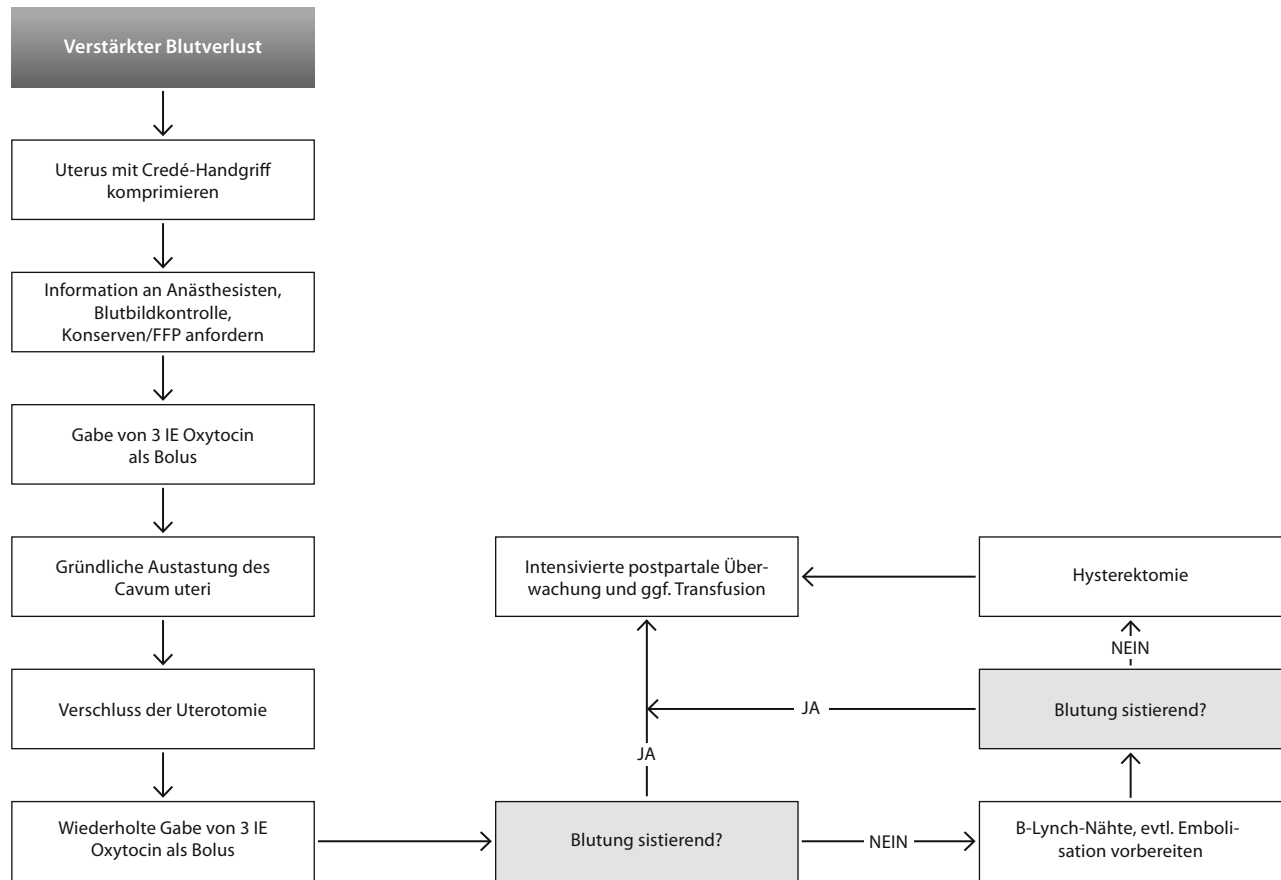 Verstärkter Blutverlust
Uterus mit Credé-Handgriff
komprimieren
Information an Anästhesisten,
Blutbildkontrolle,
Konserven/FFP anfordern
Gabe von 3 IE Oxytocin
als Bolus
Gründliche Austastung des
Cavum uteri
Verschluss der Uterotomie
Wiederholte Gabe von 3 IE
Oxytocin als Bolus
Blutung sistierend?
JA
NEIN
B-Lynch-Nähte, evtl. Emboli-
sation vorbereiten
Blutung sistierend?
JA
NEIN
Hysterektomie
Intensivierte postpartale Über-
wachung und ggf. Transfusion